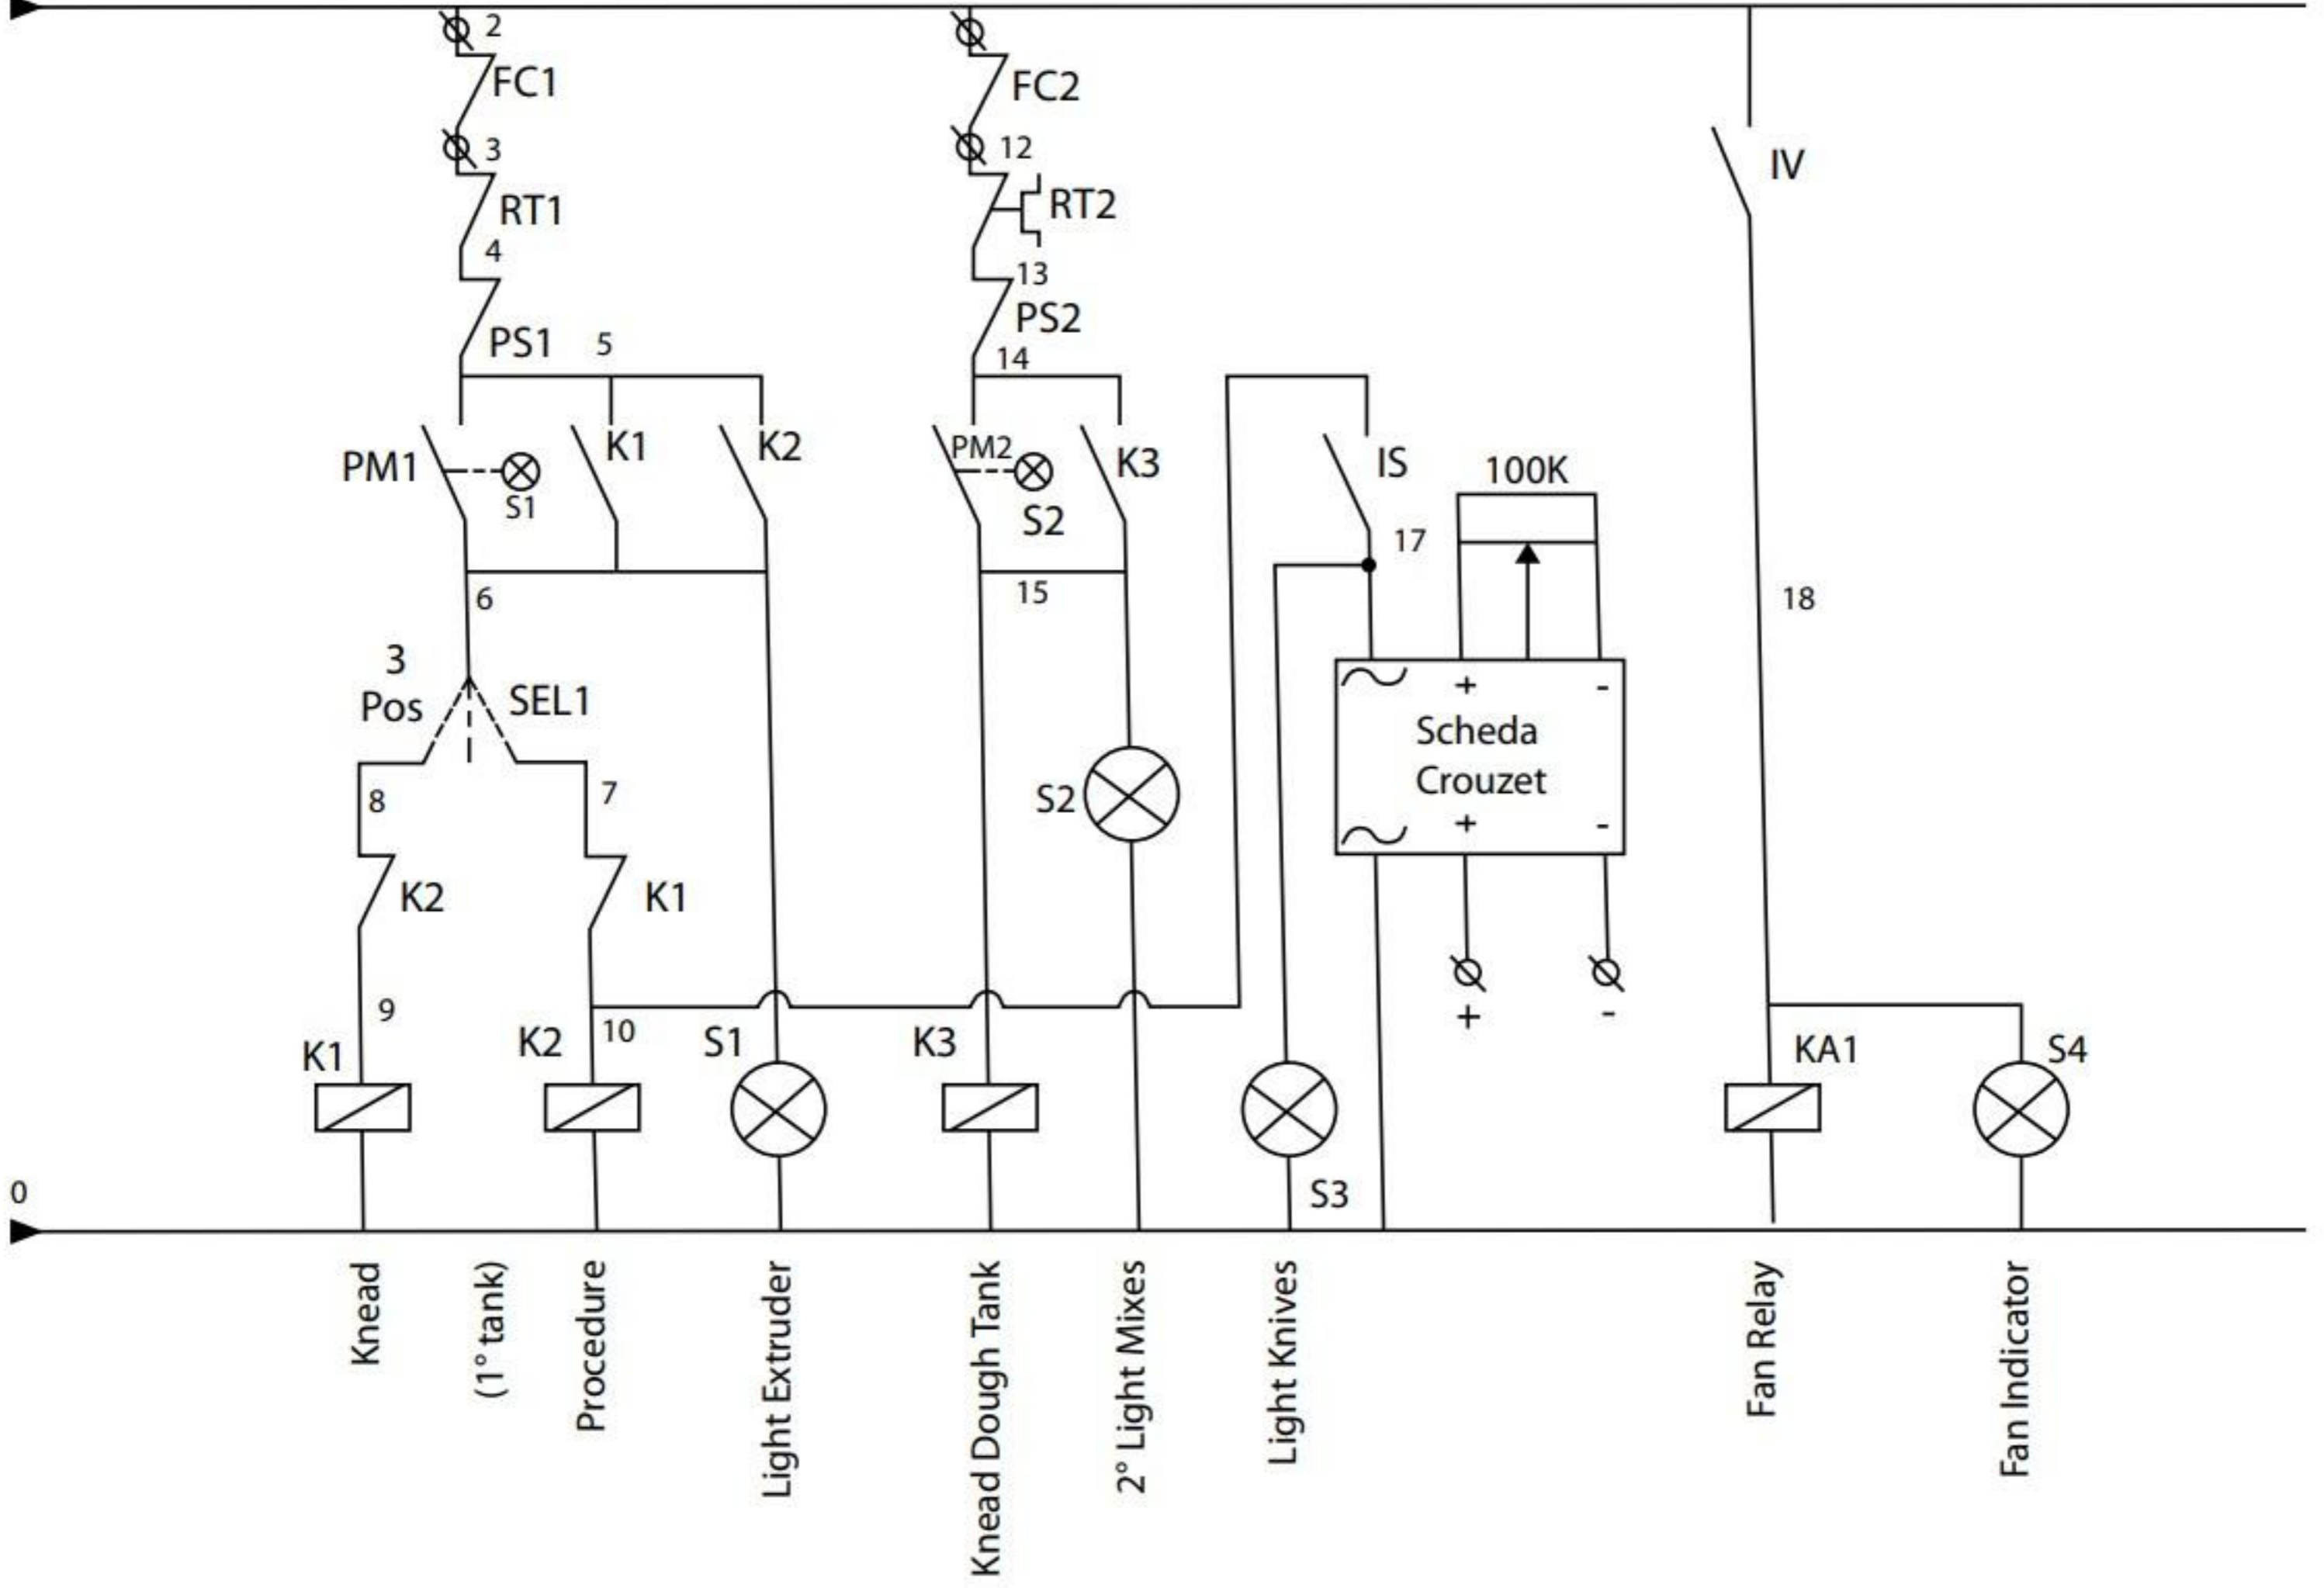 2
FC1
3
RT1
4
PS1
5
PM1
S1
K1
K2
6
3
Pos
SEL1
8
7
K2
K1
9
10
K1
K2
S1
FC2
12
RT2
13
PS2
14
PM2
S2
K3
15
S2
K3
IS
17
100K
+ -
Scheda
Crouzet
+ -
+ -
S3
IV
18
KA1
S4
0
Knead
(1° tank)
Procedure
Light Extruder
Knead Dough Tank
2° Light Mixes
Light Knives
Fan Relay
Fan Indicator